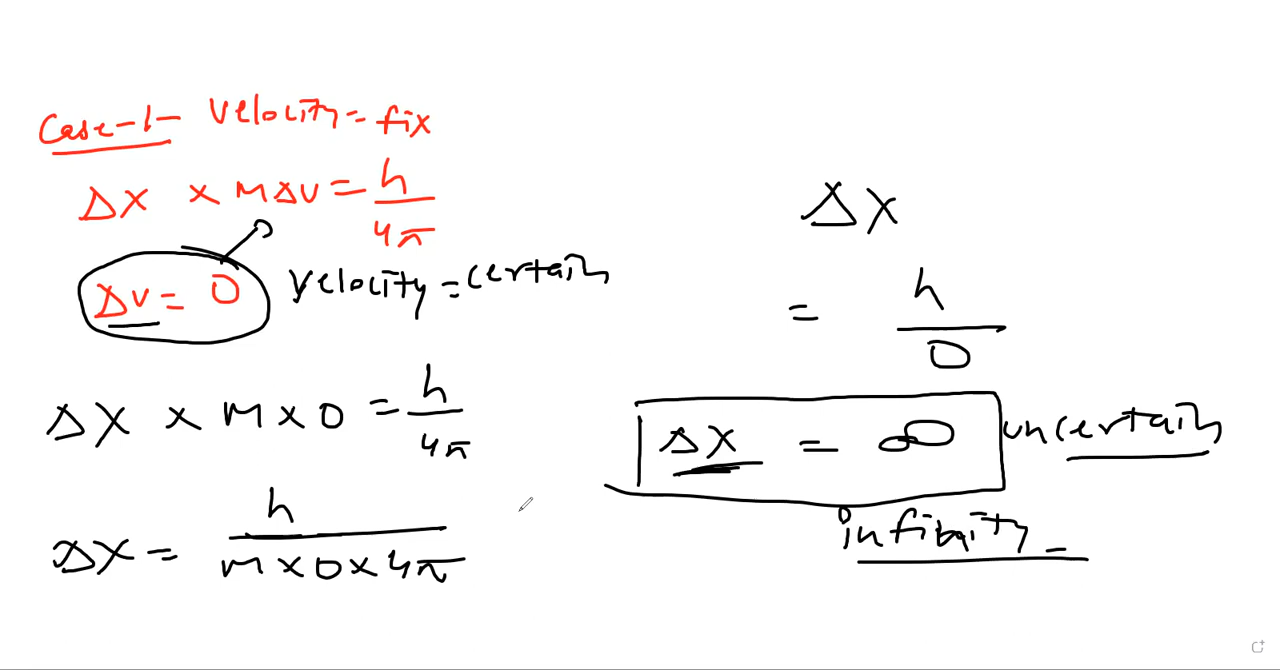 Case-1- Velocity = fix
ΔX × MΔV = h/4π
ΔV = 0 Velocity = certain
ΔX × M × 0 = h/4π
ΔX = h/M×0×4π
ΔX
= h/0
ΔX = ∞ uncertain
infinity